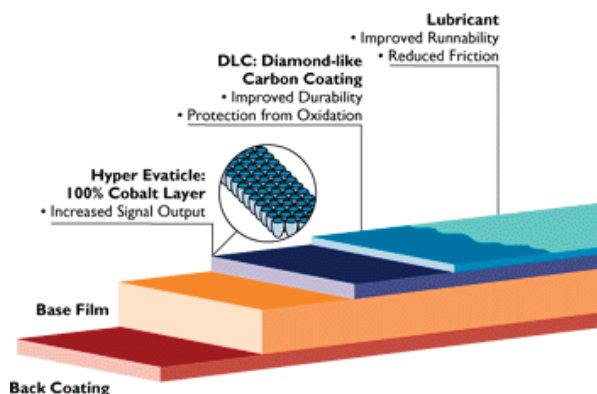 Lubricant
• Improved Runnability
• Reduced Friction
DLC: Diamond-like
Carbon Coating
• Improved Durability
• Protection from Oxidation
Hyper Evaticle:
100% Cobalt Layer
• Increased Signal Output
Base Film
Back Coating